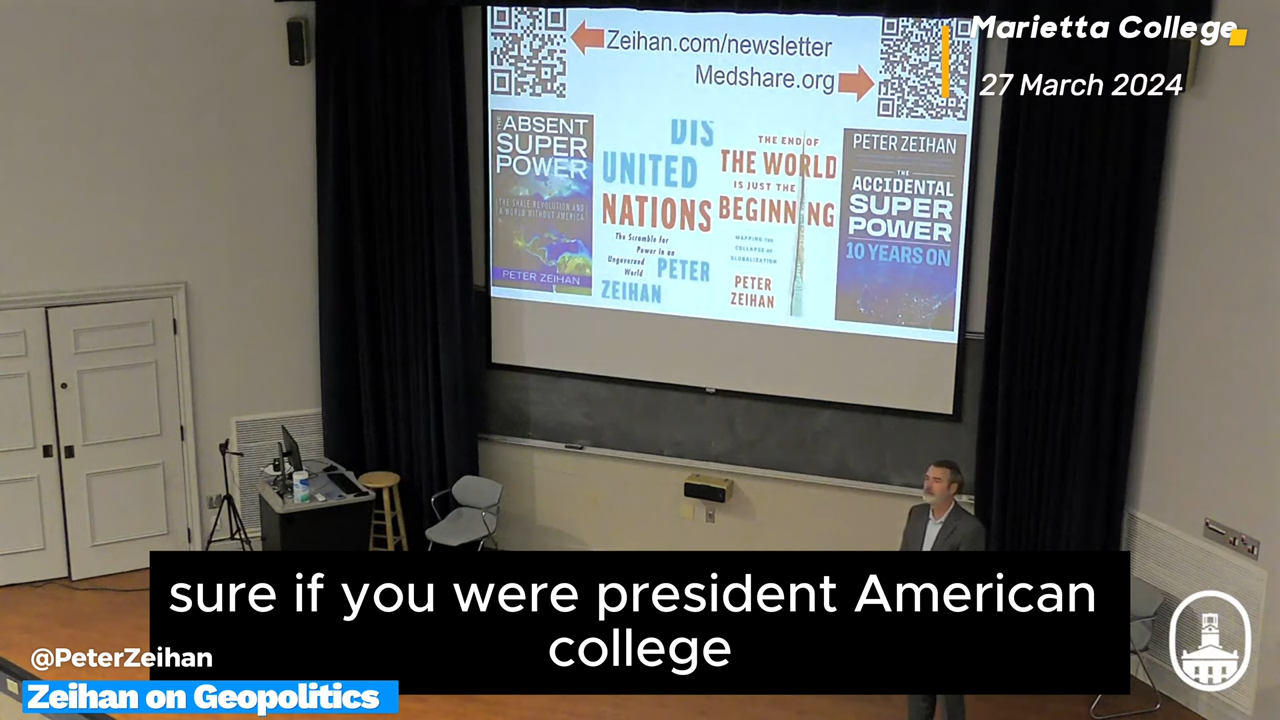 Zeihan.com/newsletter
Medshare.org
Marietta College
27 March 2024
THE
ABSENT
SUPER
POWER
THE SHALE REVOLUTION AND
A WORLD WITHOUT AMERICA
PETER ZEIHAN
DIS
UNITED
NATIONS
The Scramble for
Power in an
Ungoverned
World
PETER
ZEIHAN
THE END OF
THE WORLD
IS JUST THE
BEGINNING
MAPPING THE
COLLAPSE OF
GLOBALIZATION
PETER
ZEIHAN
PETER ZEIHAN
THE
ACCIDENTAL
SUPER
POWER
10 YEARS ON
sure if you were president American
college
@PeterZeihan
Zeihan on Geopolitics